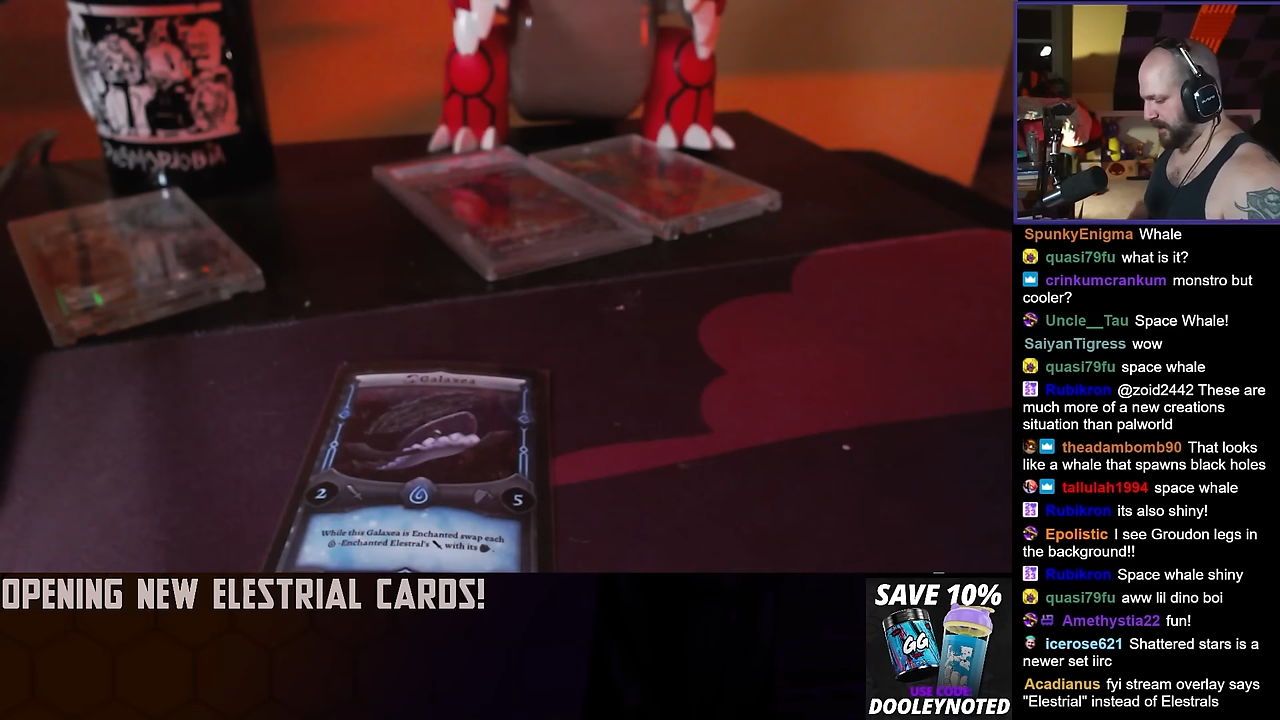 Galaxea
2
5
While this Galaxea is Enchanted swap each
-Enchanted Elestral's with its .
OPENING NEW ELESTRIAL CARDS!
SAVE 10%
GG
USE CODE:
DOOLEYNOTED
SpunkyEnigma Whale
quasi79fu what is it?
crinkumcrankum monstro but
cooler?
Uncle__Tau Space Whale!
SaiyanTigress wow
quasi79fu space whale
Rubikron @zoid2442 These are
much more of a new creations
situation than palworld
theadambomb90 That looks
like a whale that spawns black holes
tallulah1994 space whale
Rubikron its also shiny!
Epolistic I see Groudon legs in
the background!!
Rubikron Space whale shiny
quasi79fu aww lil dino boi
Amethystia22 fun!
icerose621 Shattered stars is a
newer set iirc
Acadianus fyi stream overlay says
"Elestrial" instead of Elestrals